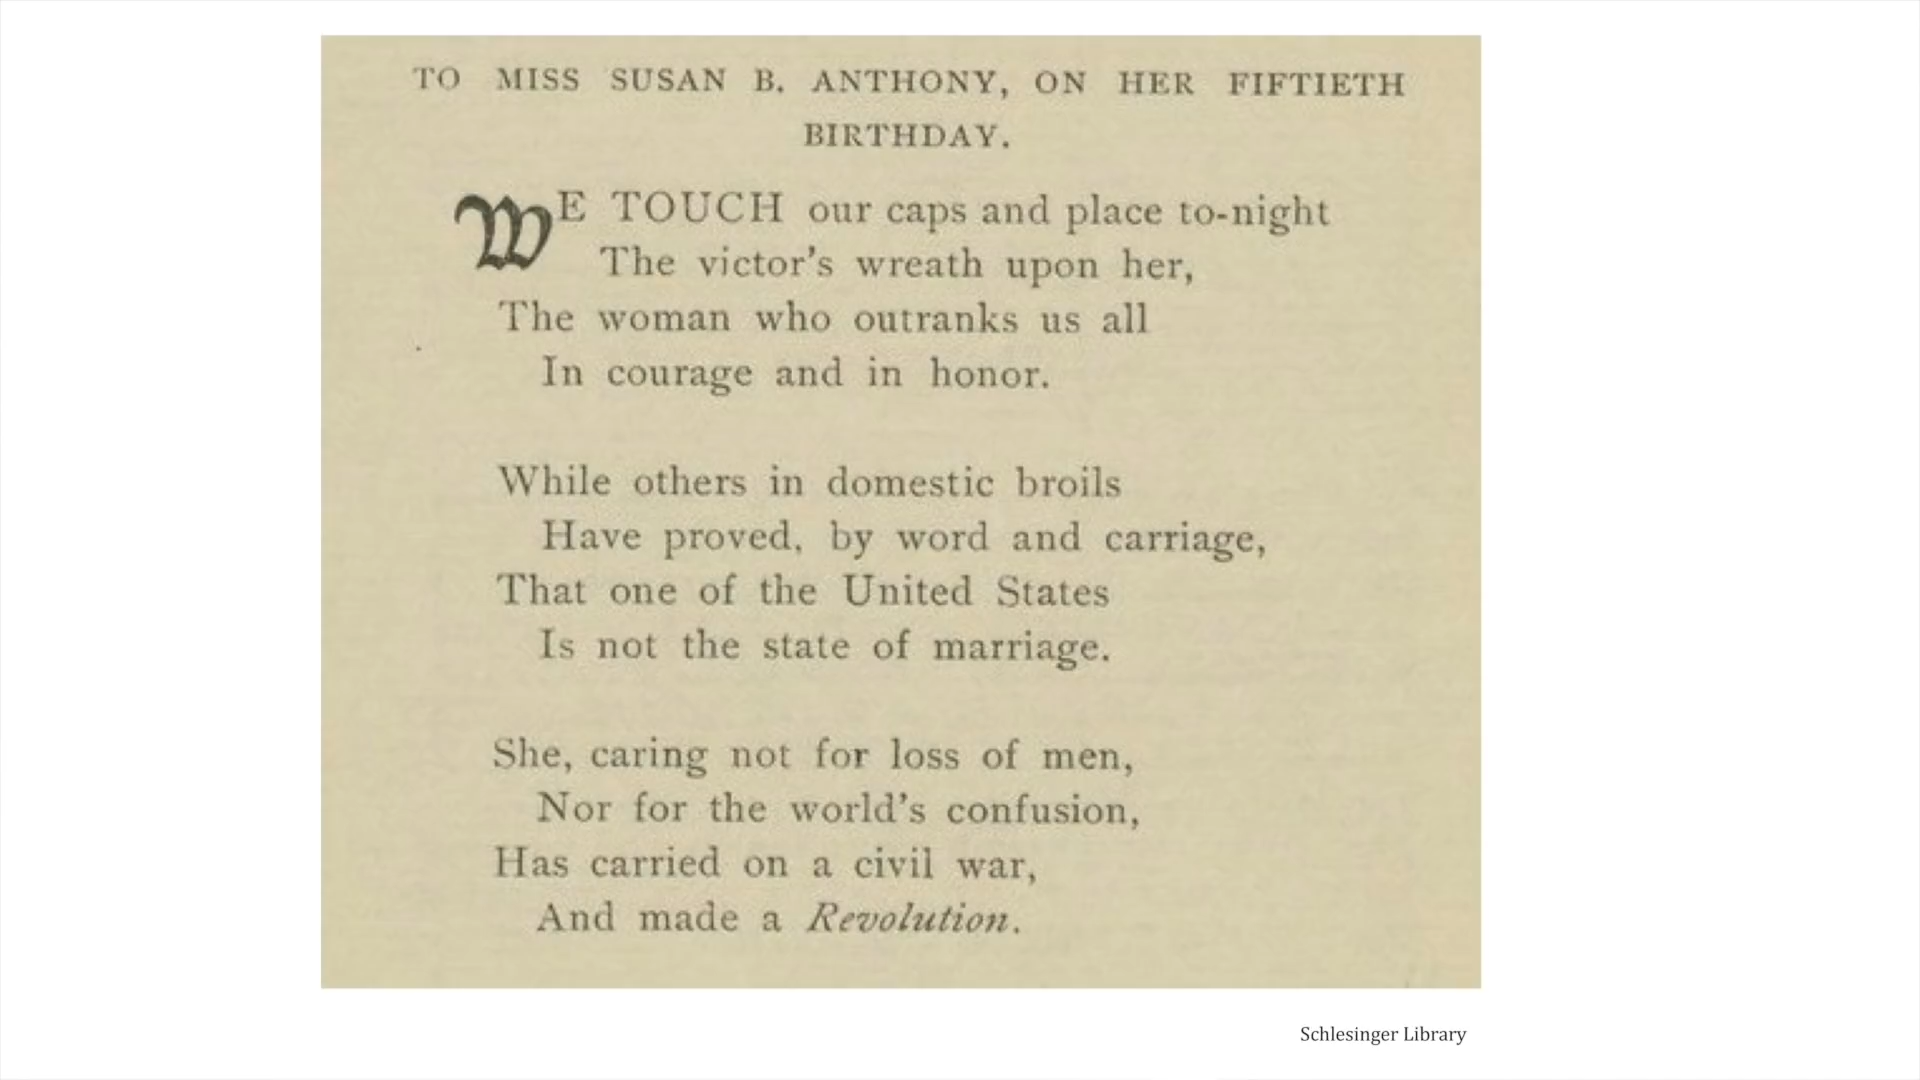 TO MISS SUSAN B. ANTHONY, ON HER FIFTIETH
BIRTHDAY.
WE TOUCH our caps and place to-night
The victor's wreath upon her,
The woman who outranks us all
In courage and in honor.
While others in domestic broils
Have proved, by word and carriage,
That one of the United States
Is not the state of marriage.
She, caring not for loss of men,
Nor for the world's confusion,
Has carried on a civil war,
And made a Revolution.
Schlesinger Library